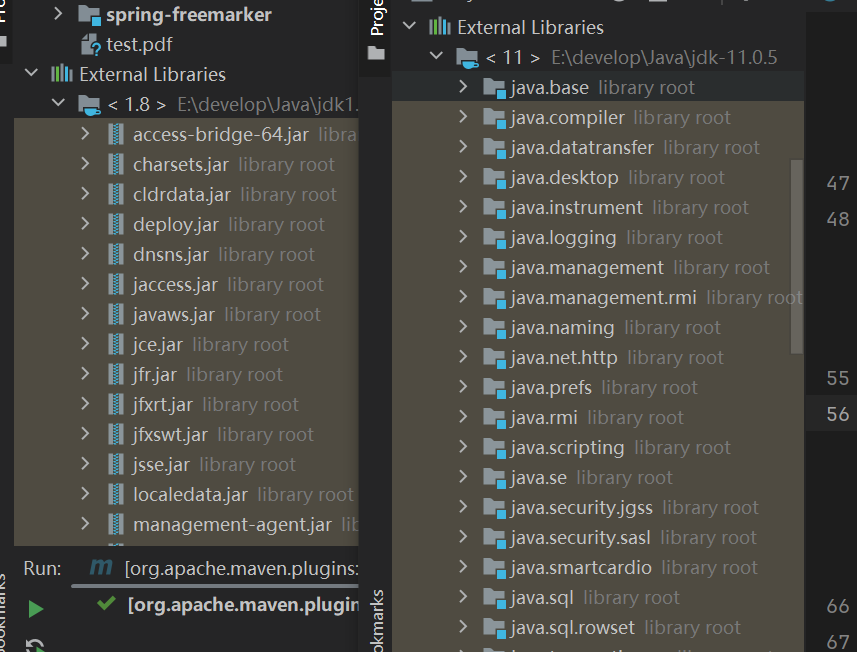 spring-freemarker
test.pdf
External Libraries
< 1.8 > E:\develop\Java\jdk1.
access-bridge-64.jar
charsets.jar library root
cldrdata.jar library root
deploy.jar library root
dnsns.jar library root
jaccess.jar library root
javaws.jar library root
jce.jar library root
jfr.jar library root
jfxrt.jar library root
jfxswt.jar library root
jsse.jar library root
localedata.jar library root
management-agent.jar
Run: [org.apache.maven.plugins:
[org.apache.maven.plugin
External Libraries
< 11 > E:\develop\Java\jdk-11.0.5
java.base library root
java.compiler library root
java.datatransfer library root
java.desktop library root
java.instrument library root
java.logging library root
java.management library root
java.management.rmi library root
java.naming library root
java.net.http library root
java.prefs library root
java.rmi library root
java.scripting library root
java.se library root
java.security.jgss library root
java.security.sasl library root
java.smartcardio library root
java.sql library root
java.sql.rowset library root
47
48
55
56
66
67